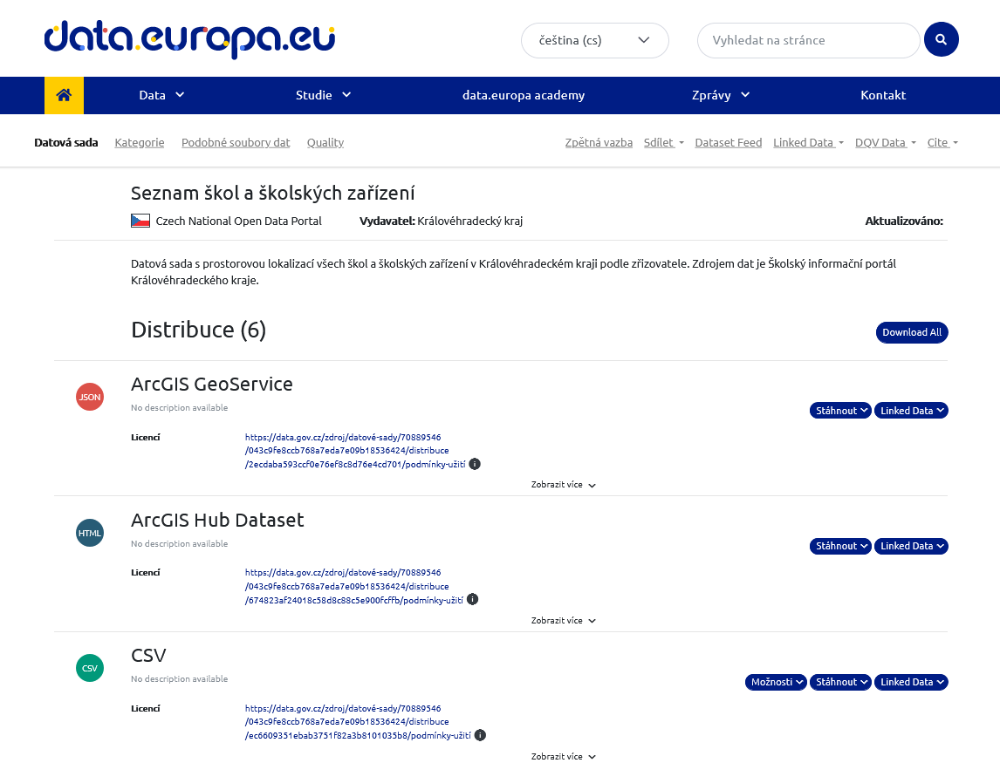 data.europa.eu
čeština (cs)
Vyhledat na stránce
Data
Studie
data.europa academy
Zprávy
Kontakt
Datová sada Kategorie Podobné soubory dat Quality Zpětná vazba Sdílet Dataset Feed Linked Data DQV Data Cite
Seznam škol a školských zařízení
Czech National Open Data Portal Vydavatel: Královéhradecký kraj Aktualizováno:
Datová sada s prostorovou lokalizací všech škol a školských zařízení v Královéhradeckém kraji podle zřizovatele. Zdrojem dat je Školský informační portál
Královéhradeckého kraje.
Distribuce (6)
Download All
JSON
ArcGIS GeoService
No description available
Stáhnout Linked Data
Licencí
https://data.gov.cz/zdroj/datové-sady/70889546
/043c9fe8ccb768a7eda7e09b18536424/distribuce
/2ecdaba593ccf0e76ef8c8d76e4cd701/podmínky-užití
Zobrazit více
HTML
ArcGIS Hub Dataset
No description available
Stáhnout Linked Data
Licencí
https://data.gov.cz/zdroj/datové-sady/70889546
/043c9fe8ccb768a7eda7e09b18536424/distribuce
/674823af24018c58d8c88c5e900fcffb/podmínky-užití
Zobrazit více
CSV
CSV
No description available
Možnosti Stáhnout Linked Data
Licencí
https://data.gov.cz/zdroj/datové-sady/70889546
/043c9fe8ccb768a7eda7e09b18536424/distribuce
/ec6609351ebab3751f82a3b8101035b8/podmínky-užití
Zobrazit více